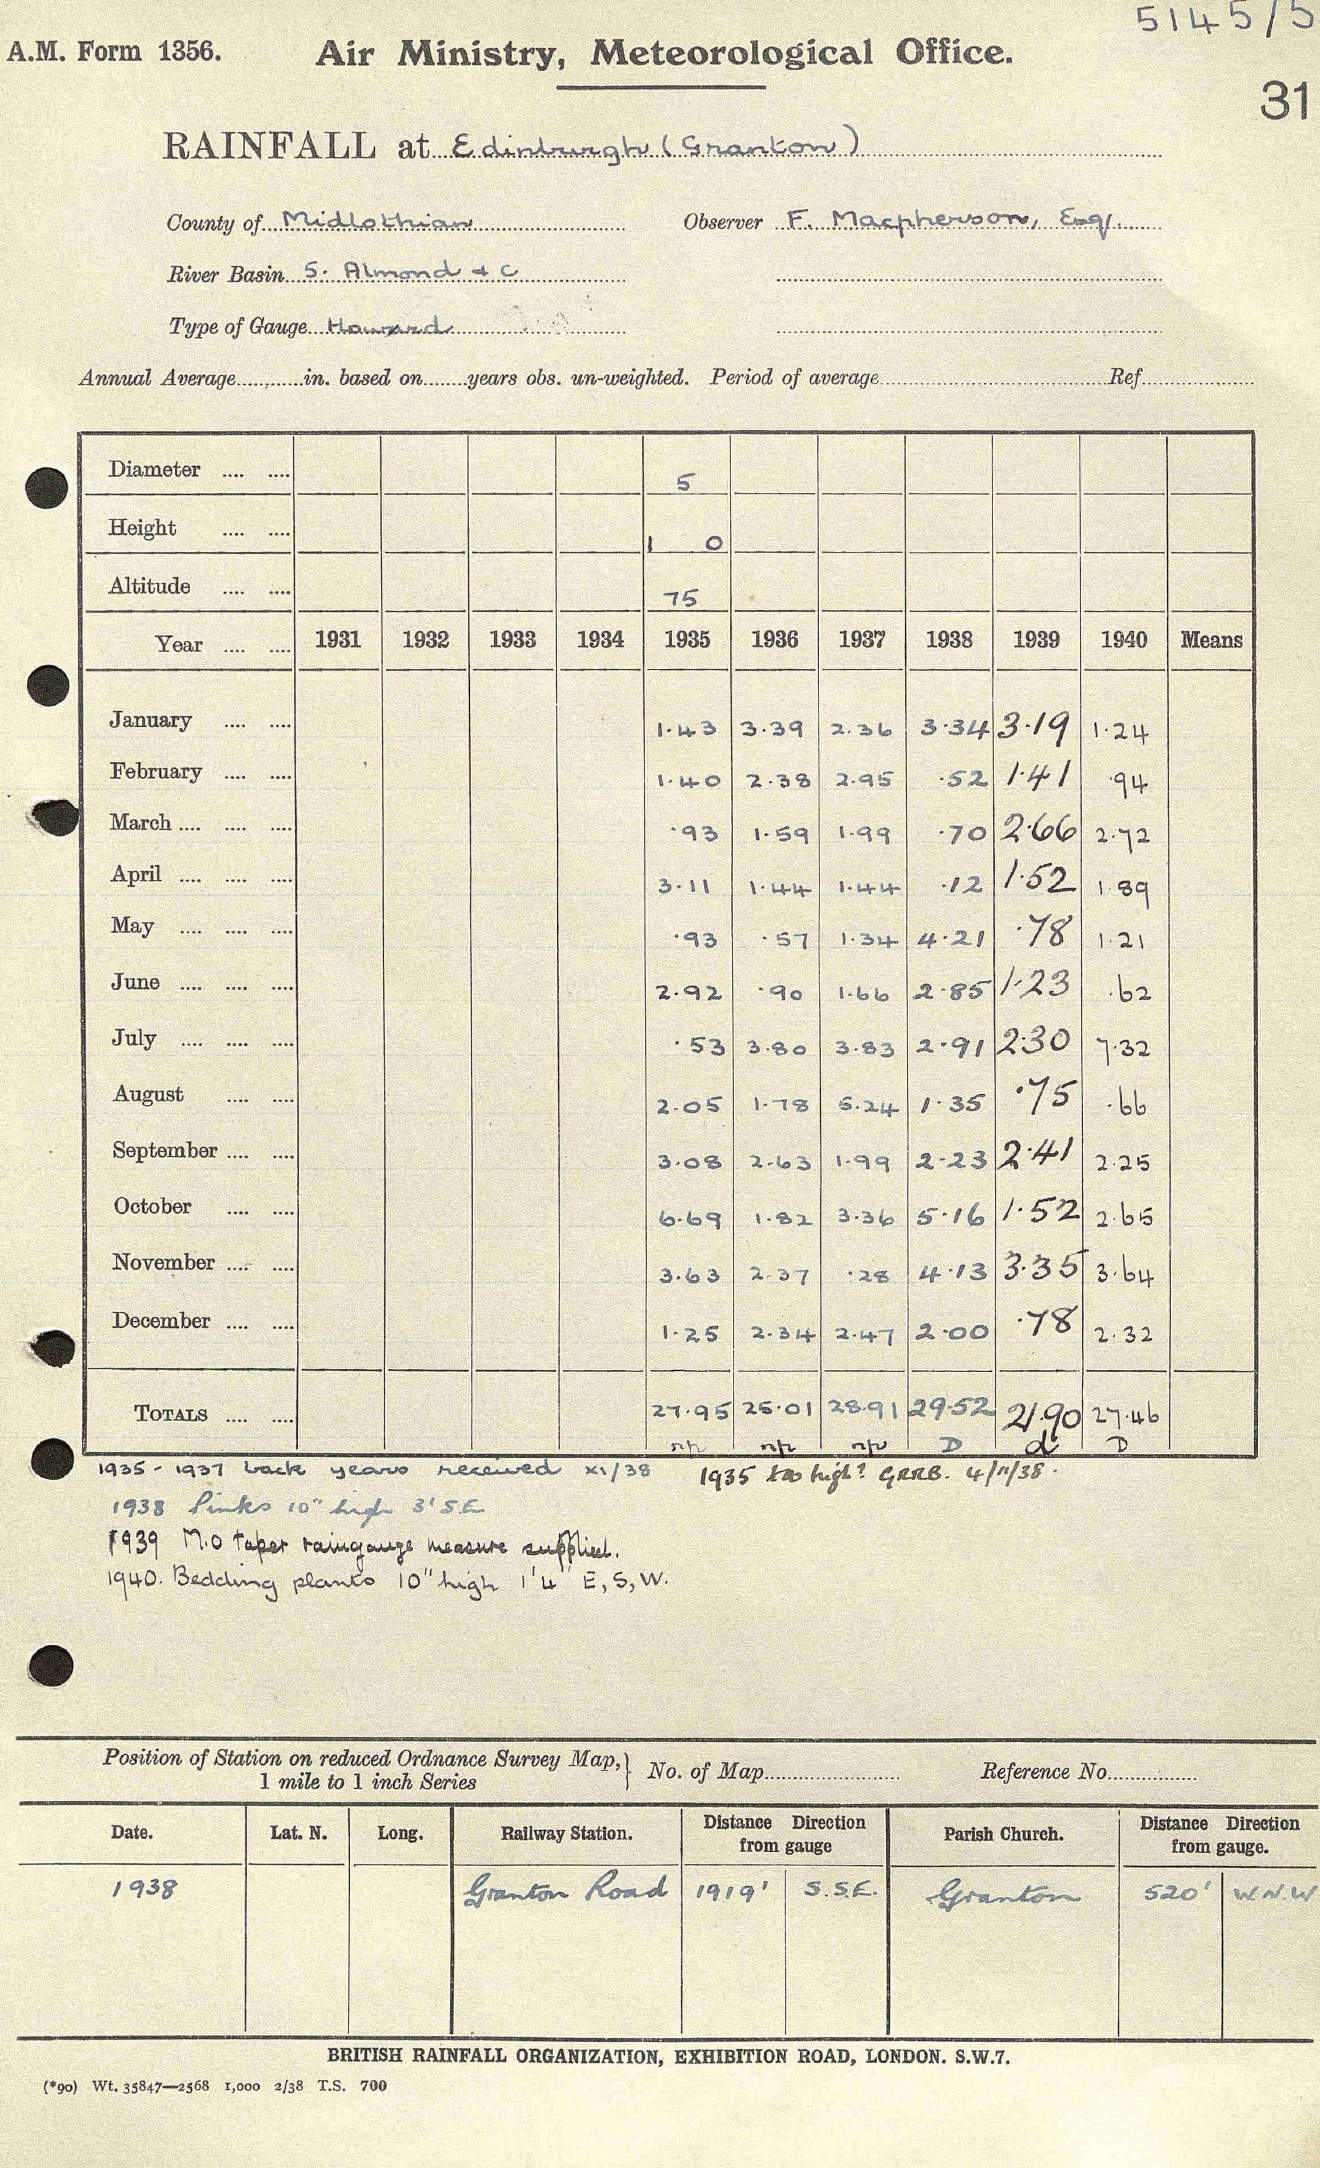 5145/5
A.M. Form 1356. Air Ministry, Meteorological Office.
31
RAINFALL at Edinburgh (Granton)
County of Midlothian Observer F. Macpherson, Esq.
River Basin S. Almond & C
Type of Gauge Howard
Annual Average in. based on years obs. un-weighted. Period of average Ref
Diameter .... .... 5
Height .... .... 1 0
Altitude .... .... 75
Year .... .... 1931 1932 1933 1934 1935 1936 1937 1938 1939 1940 Means
January .... .... 1.43 3.39 2.36 3.34 3.19 1.24
February .... .... 1.40 2.38 2.95 .52 1.41 .94
March .... .... .... .93 1.59 1.99 .70 2.66 2.72
April .... .... .... 3.11 1.44 1.44 .12 1.52 1.89
May .... .... .... .93 .57 1.34 4.21 .78 1.21
June .... .... .... 2.92 .90 1.66 2.85 1.23 .62
July .... .... .... .53 3.80 3.83 2.91 2.30 7.32
August .... .... 2.05 1.78 5.24 1.35 .75 .66
September .... .... 3.08 2.63 1.99 2.23 2.41 2.25
October .... .... 6.69 1.82 3.36 5.16 1.52 2.65
November .... .... 3.63 2.37 .28 4.13 3.35 3.64
December .... .... 1.25 2.34 2.47 2.00 .78 2.32
TOTALS .... .... 27.95 25.01 28.91 29.52 21.90 27.46
np np np D d D
1935 - 1937 back years received XI/38 1935 too high? GRRB. 4/11/38.
1938 Pinks 10" high 3' S.E
1939 M.O taper raingauge measure supplied.
1940. Bedding plants 10" high 1'4" E, S, W.
Position of Station on reduced Ordnance Survey Map,} No. of Map Reference No
1 mile to 1 inch Series
Date. Lat. N. Long. Railway Station. Distance from gauge Direction Parish Church. Distance from gauge. Direction
1938 Granton Road 1919' S.S.E. Granton 520' W.N.W
BRITISH RAINFALL ORGANIZATION, EXHIBITION ROAD, LONDON. S.W.7.
(*90) Wt. 35847—2568 1,000 2/38 T.S. 700